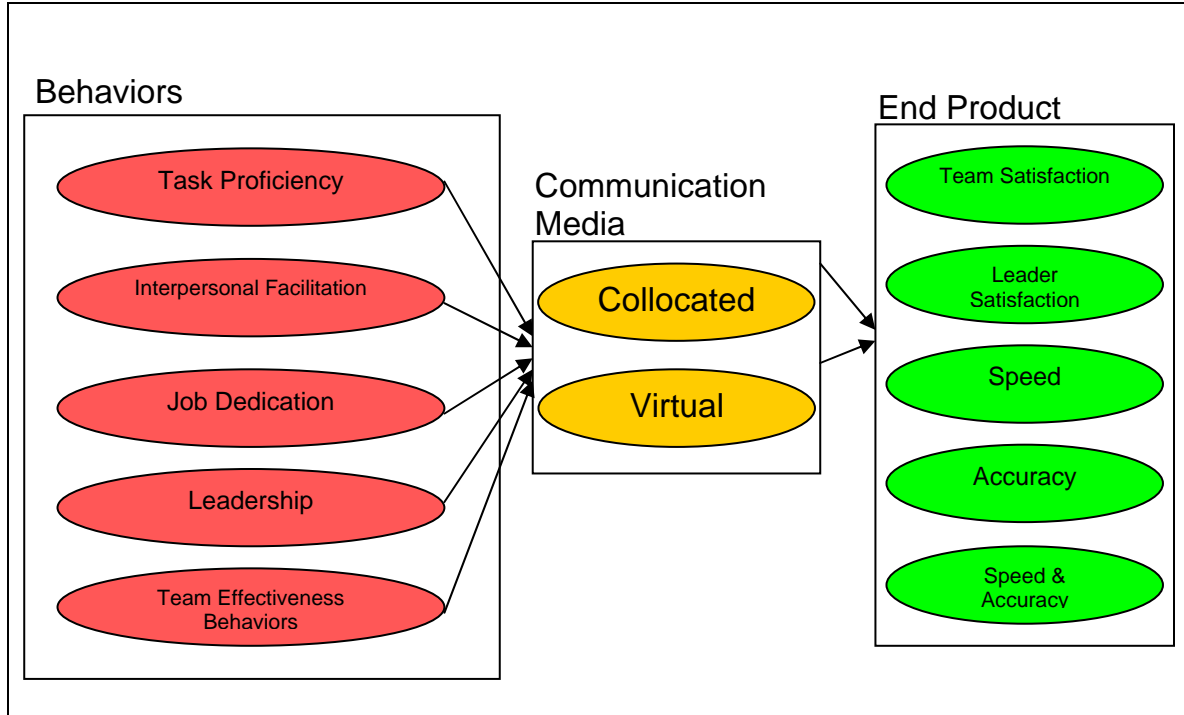 Behaviors
Task Proficiency
Interpersonal Facilitation
Job Dedication
Leadership
Team Effectiveness
Behaviors
Communication
Media
Collocated
Virtual
End Product
Team Satisfaction
Leader
Satisfaction
Speed
Accuracy
Speed &
Accuracy